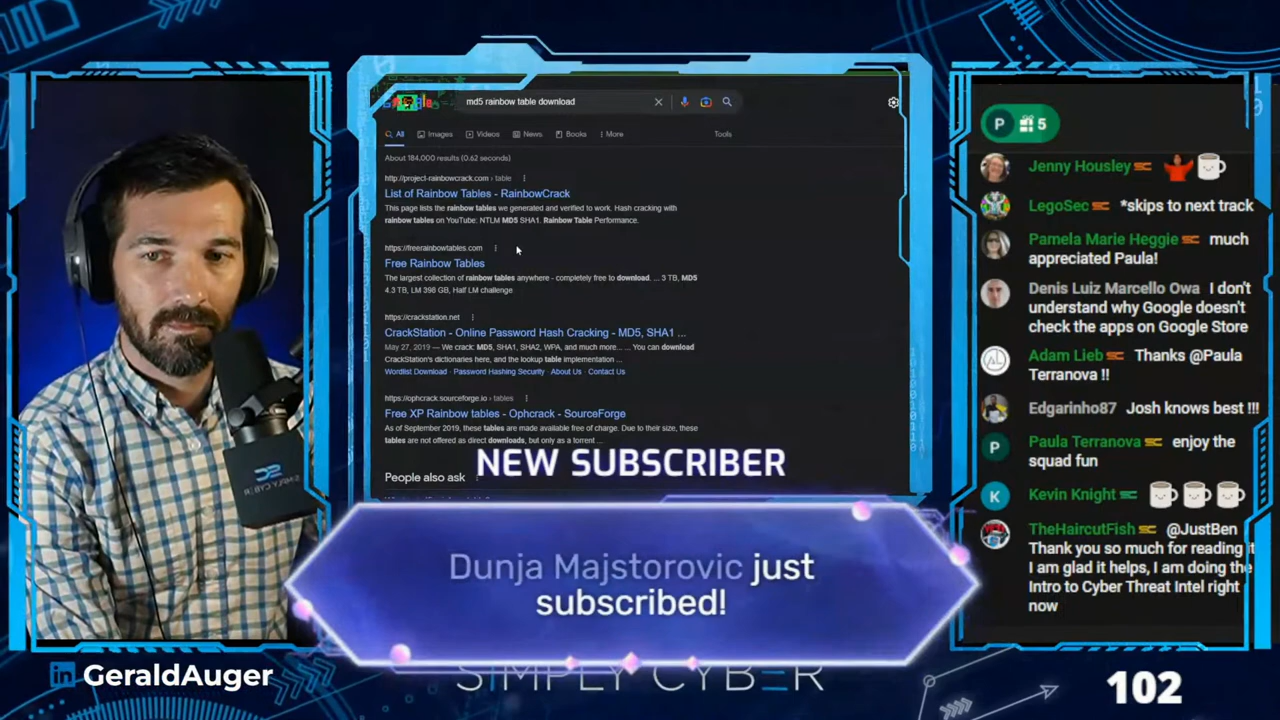 md5 rainbow table download
All Images Videos News Books More Tools
About 184,000 results (0.62 seconds)
http://project-rainbowcrack.com › table
List of Rainbow Tables - RainbowCrack
This page lists the rainbow tables we generated and verified to work. Hash cracking with
rainbow tables on YouTube: NTLM MD5 SHA1. Rainbow Table Performance.
https://freerainbowtables.com
Free Rainbow Tables
The largest collection of rainbow tables anywhere - completely free to download. ... 3 TB, MD5
4.3 TB, LM 398 GB, Half LM challenge
https://crackstation.net
CrackStation - Online Password Hash Cracking - MD5, SHA1 ...
May 27, 2019 — We crack: MD5, SHA1, SHA2, WPA, and much more... ... You can download
CrackStation's dictionaries here, and the lookup table implementation ...
Wordlist Download · Password Hashing Security · About Us · Contact Us
https://ophcrack.sourceforge.io › tables
Free XP Rainbow tables - Ophcrack - SourceForge
As of September 2019, these tables are made available free of charge. Due to their size, these
tables are not offered as direct downloads, but only as a torrent ...
People also ask
NEW SUBSCRIBER
Dunja Majstorovic just
subscribed!
P 5
Jenny Housley
LegoSec *skips to next track
Pamela Marie Heggie much
appreciated Paula!
Denis Luiz Marcello Owa I don't
understand why Google doesn't
check the apps on Google Store
Adam Lieb Thanks @Paula
Terranova !!
Edgarinho87 Josh knows best !!!
P Paula Terranova enjoy the
squad fun
K Kevin Knight
TheHaircutFish @JustBen
Thank you so much for reading it
I am glad it helps, I am doing the
Intro to Cyber Threat Intel right
now
in GeraldAuger
SIMPLY CYBER
102